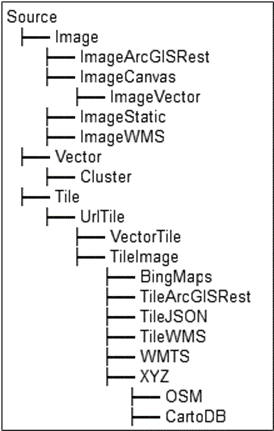 Source
Image
ImageArcGISRest
ImageCanvas
ImageVector
ImageStatic
ImageWMS
Vector
Cluster
Tile
UrlTile
VectorTile
TileImage
BingMaps
TileArcGISRest
TileJSON
TileWMS
WMTS
XYZ
OSM
CartoDB